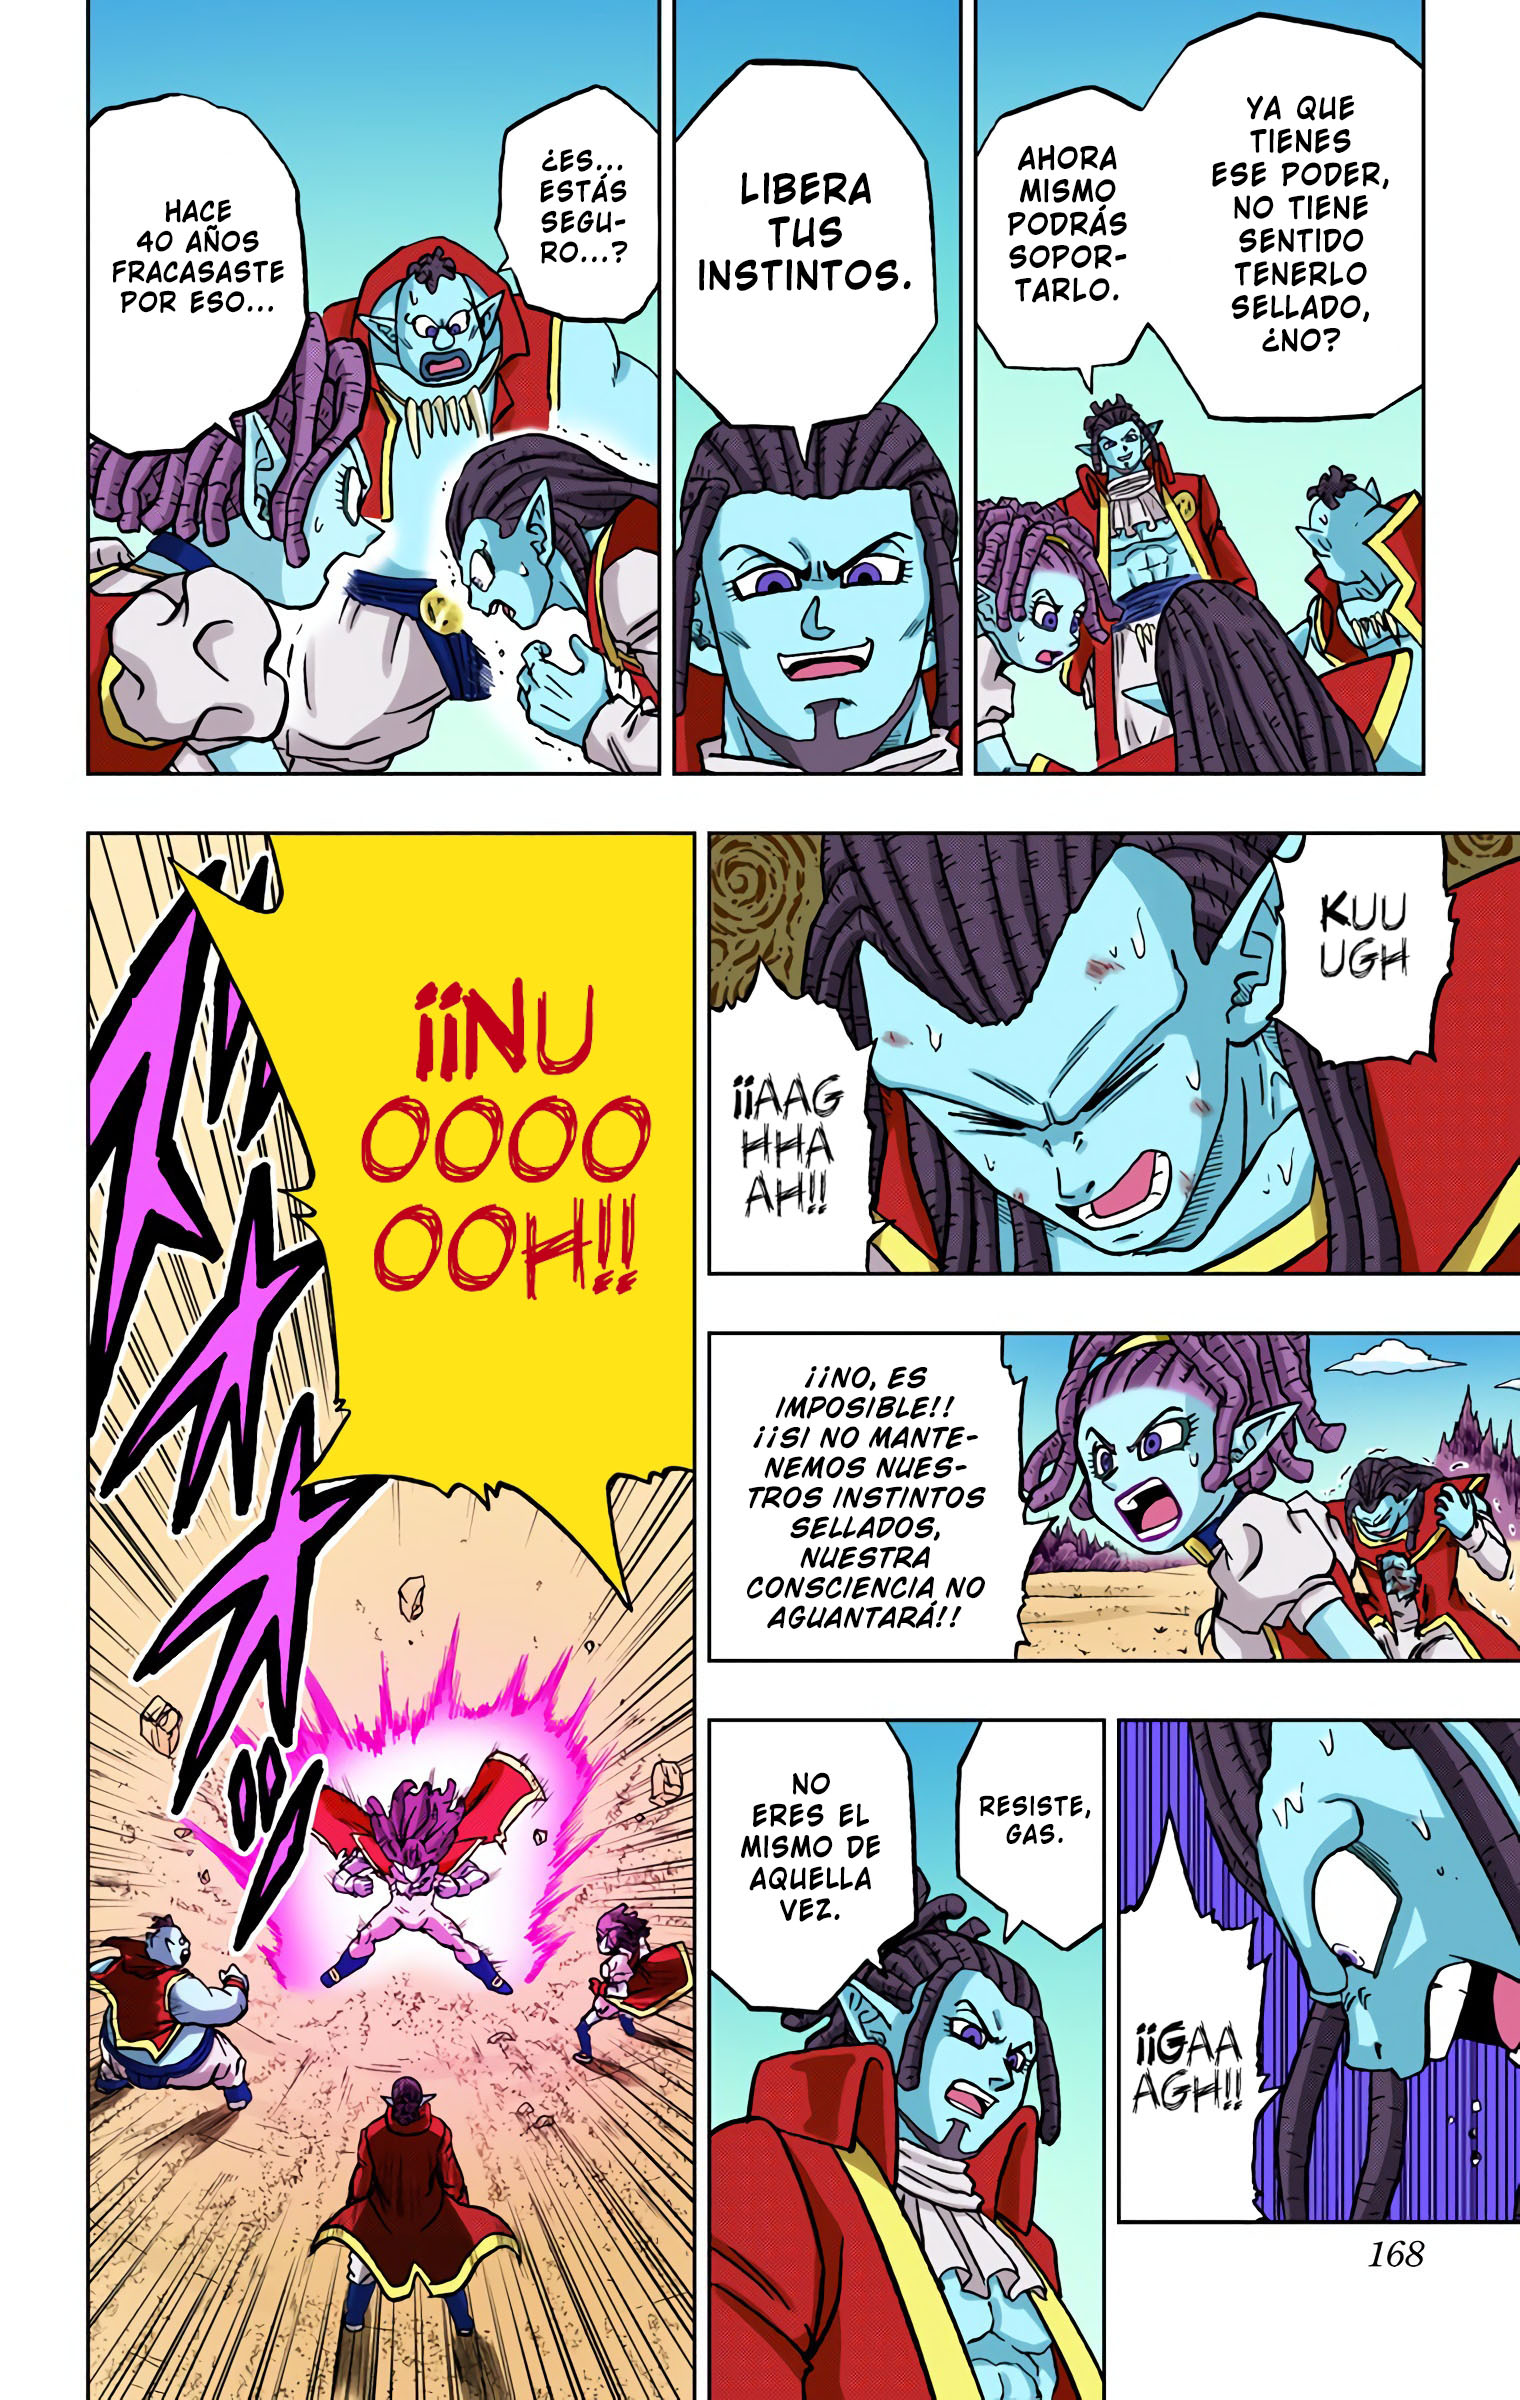 YA QUE
TIENES
ESE PODER,
NO TIENE
SENTIDO
TENERLO
SELLADO,
¿NO?
AHORA
MISMO
PODRÁS
SOPOR-
TARLO.
LIBERA
TUS
INSTINTOS.
¿ES...
ESTÁS
SEGU-
RO...?
HACE
40 AÑOS
FRACASASTE
POR ESO...
KUU
UGH
¡¡AAG
HHA
AH!!
¡¡NO, ES
IMPOSIBLE!!
¡¡SI NO MANTE-
NEMOS NUES-
TROS INSTINTOS
SELLADOS,
NUESTRA
CONSCIENCIA NO
AGUANTARÁ!!
¡¡GAA
AGH!!
RESISTE,
GAS.
NO
ERES EL
MISMO DE
AQUELLA
VEZ.
¡¡NU
OOOO
OOH!!
168